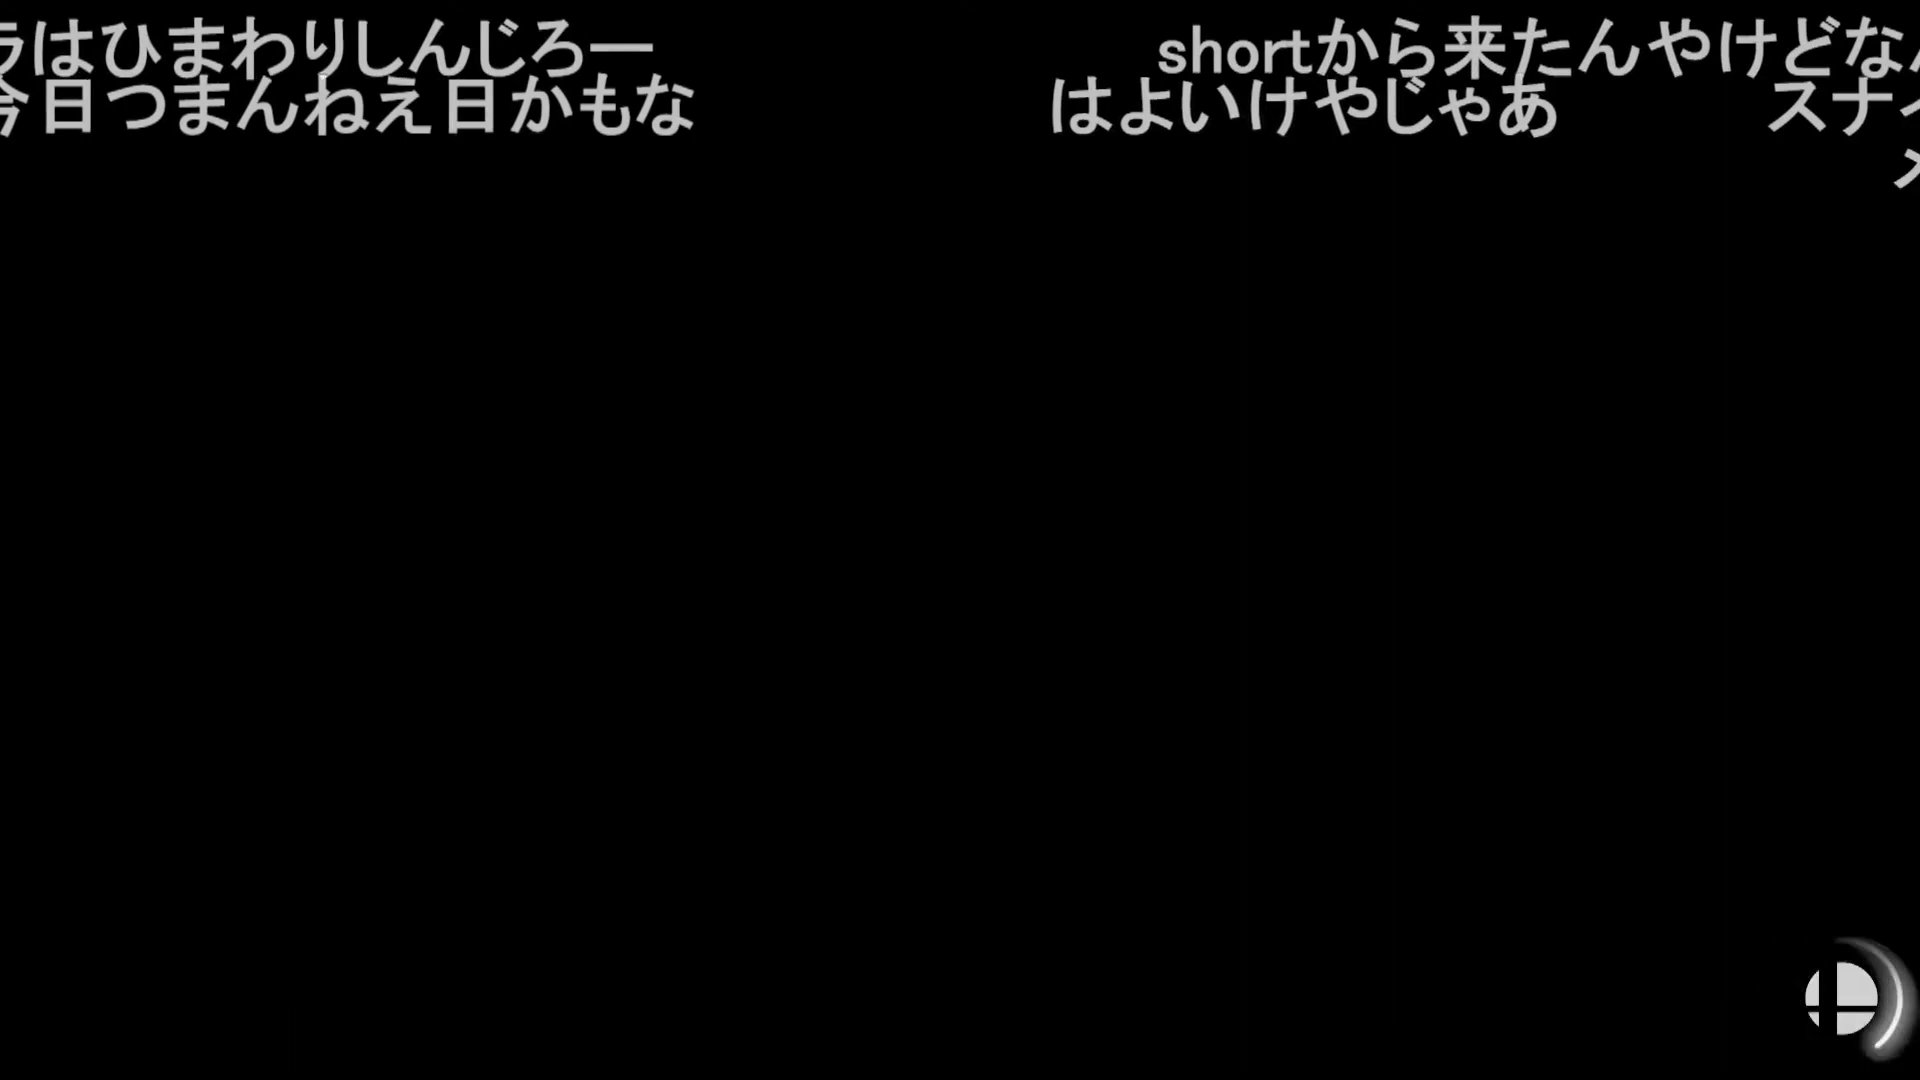 ラはひまわりしんじろー
shortから来たんやけどなん
今日つまんねえ日かもな
はよいけやじゃあ
スナイ